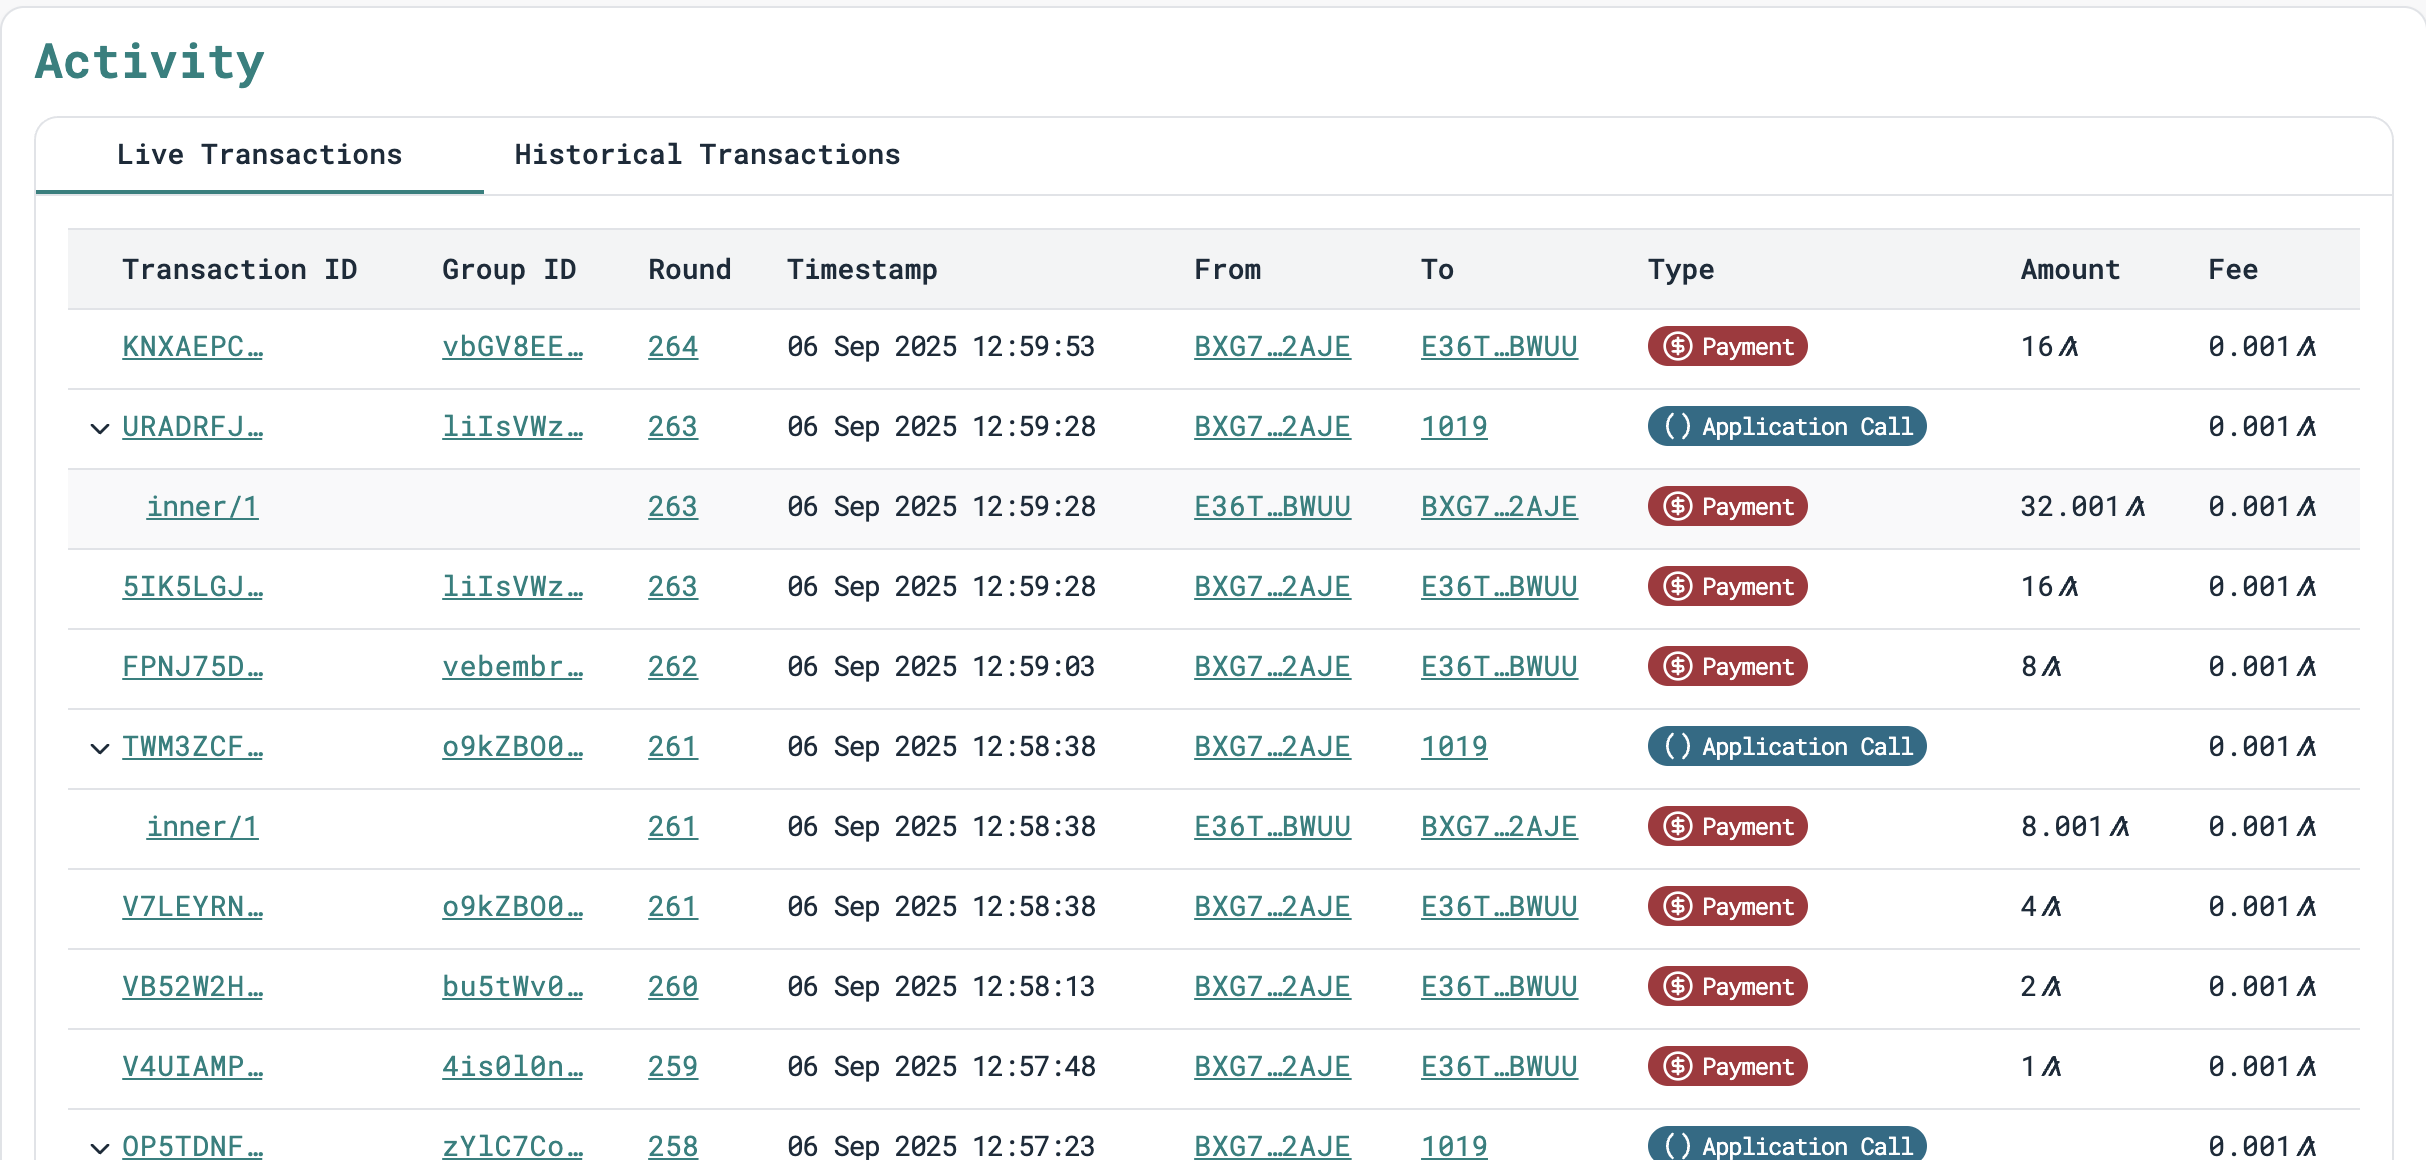 Activity
Live Transactions Historical Transactions
Transaction ID Group ID Round Timestamp From To Type Amount Fee
KNXAEPC… vbGV8EE… 264 06 Sep 2025 12:59:53 BXG7…2AJE E36T…BWUU Payment 16 0.001
URADRFJ… liIsVWz… 263 06 Sep 2025 12:59:28 BXG7…2AJE 1019 () Application Call 0.001
inner/1 263 06 Sep 2025 12:59:28 E36T…BWUU BXG7…2AJE Payment 32.001 0.001
5IK5LGJ… liIsVWz… 263 06 Sep 2025 12:59:28 BXG7…2AJE E36T…BWUU Payment 16 0.001
FPNJ75D… vebembr… 262 06 Sep 2025 12:59:03 BXG7…2AJE E36T…BWUU Payment 8 0.001
TWM3ZCF… o9kZBO0… 261 06 Sep 2025 12:58:38 BXG7…2AJE 1019 () Application Call 0.001
inner/1 261 06 Sep 2025 12:58:38 E36T…BWUU BXG7…2AJE Payment 8.001 0.001
V7LEYRN… o9kZBO0… 261 06 Sep 2025 12:58:38 BXG7…2AJE E36T…BWUU Payment 4 0.001
VB52W2H… bu5tWv0… 260 06 Sep 2025 12:58:13 BXG7…2AJE E36T…BWUU Payment 2 0.001
V4UIAMP… 4is0l0n… 259 06 Sep 2025 12:57:48 BXG7…2AJE E36T…BWUU Payment 1 0.001
OP5TDNF… zYlC7Co… 258 06 Sep 2025 12:57:23 BXG7…2AJE 1019 () Application Call 0.001